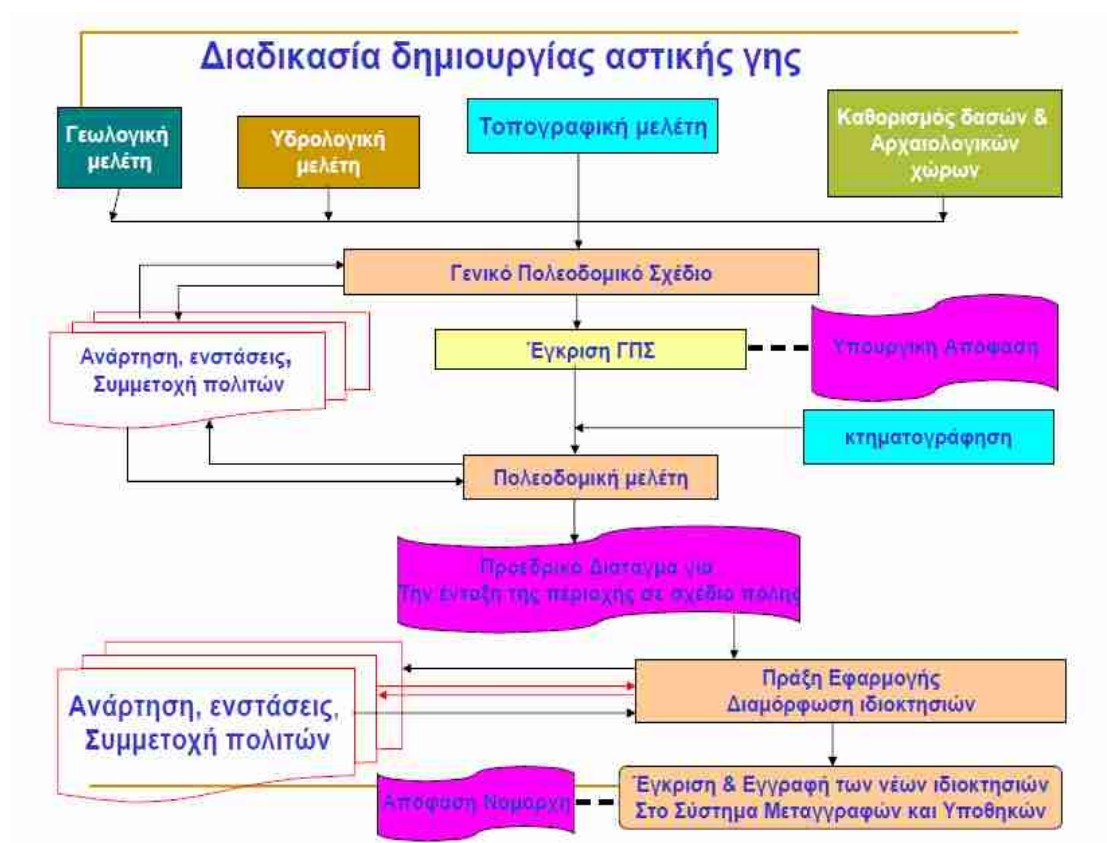 Διαδικασία δημιουργίας αστικής γης
Γεωλογική
μελέτη
Υδρολογική
μελέτη
Τοπογραφική μελέτη
Καθορισμός δασών &
Αρχαιολογικών
χώρων
Γενικό Πολεοδομικό Σχέδιο
Ανάρτηση, ενστάσεις,
Συμμετοχή πολιτών
Έγκριση ΓΠΣ
Υπουργική Απόφαση
κτηματογράφηση
Πολεοδομική μελέτη
Προεδρικό Διάταγμα για
Την ένταξη της περιοχής σε σχέδιο πόλης
Πράξη Εφαρμογής
Διαμόρφωση ιδιοκτησιών
Ανάρτηση, ενστάσεις,
Συμμετοχή πολιτών
Απόφαση Νομάρχη
Έγκριση & Εγγραφή των νέων ιδιοκτησιών
Στο Σύστημα Μεταγγραφών και Υποθηκών